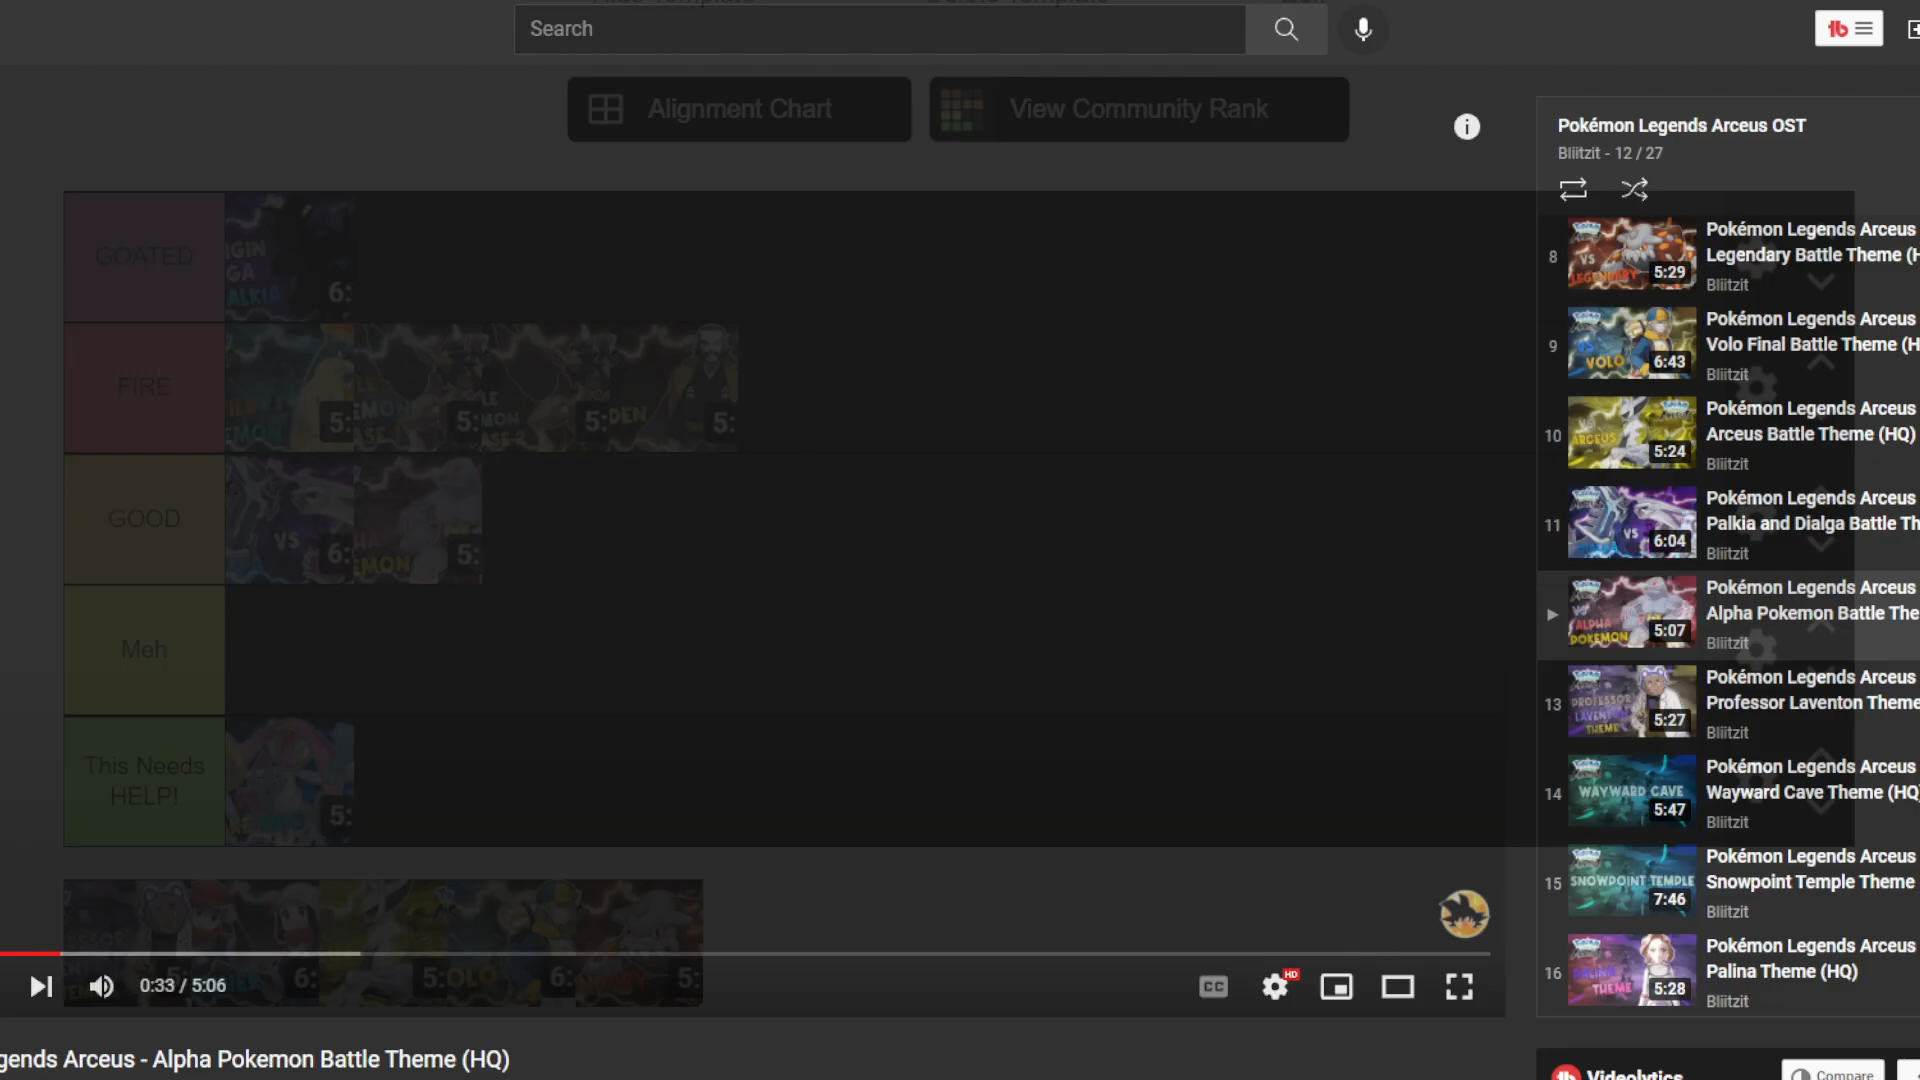 Search
Alignment Chart
View Community Rank
Pokémon Legends Arceus OST
Bliitzit - 12 / 27
GOATED
FIRE
GOOD
Meh
This Needs
HELP!
8
5:29
Pokémon Legends Arceus
Legendary Battle Theme (H
Bliitzit
9
VOLO
6:43
Pokémon Legends Arceus
Volo Final Battle Theme (H
Bliitzit
10
ARCEUS
5:24
Pokémon Legends Arceus
Arceus Battle Theme (HQ)
Bliitzit
11
VS
6:04
Pokémon Legends Arceus
Palkia and Dialga Battle Th
Bliitzit
ALPHA
POKEMON
5:07
Pokémon Legends Arceus
Alpha Pokemon Battle The
Bliitzit
13
PROFESSOR
LAVENTON
THEME
5:27
Pokémon Legends Arceus
Professor Laventon Theme
Bliitzit
14
WAYWARD CAVE
5:47
Pokémon Legends Arceus
Wayward Cave Theme (HQ
Bliitzit
15
SNOWPOINT TEMPLE
7:46
Pokémon Legends Arceus
Snowpoint Temple Theme
Bliitzit
16
THEME
5:28
Pokémon Legends Arceus
Palina Theme (HQ)
Bliitzit
0:33 / 5:06
CC
HD
gends Arceus - Alpha Pokemon Battle Theme (HQ)
Videolytics
Compare